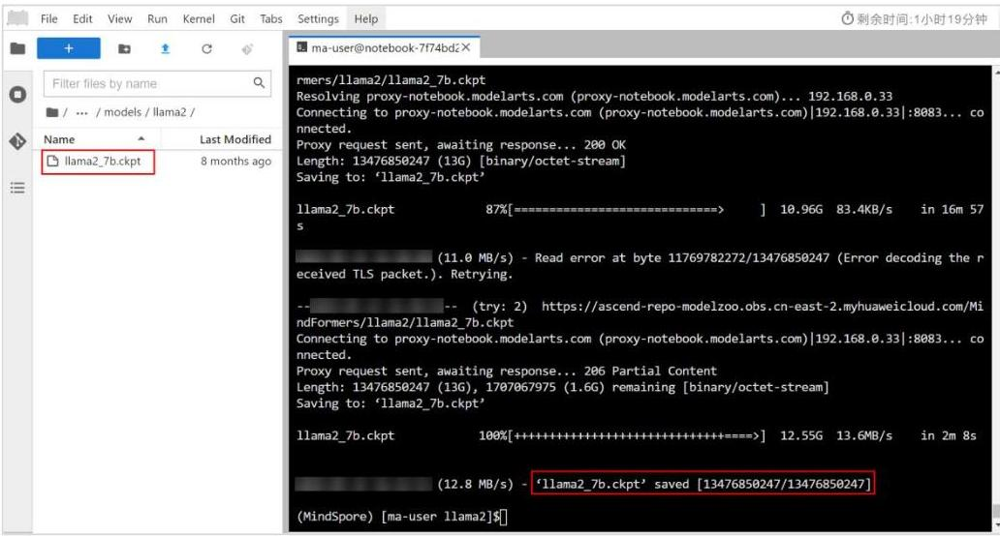 File Edit View Run Kernel Git Tabs Settings Help
剩余时间:1小时19分钟
+
Filter files by name
/ ··· / models / llama2 /
Name Last Modified
llama2_7b.ckpt 8 months ago
ma-user@notebook-7f74bd2
rmers/llama2/llama2_7b.ckpt
Resolving proxy-notebook.modelarts.com (proxy-notebook.modelarts.com)... 192.168.0.33
Connecting to proxy-notebook.modelarts.com (proxy-notebook.modelarts.com)|192.168.0.33|:8083... co
nnected.
Proxy request sent, awaiting response... 200 OK
Length: 13476850247 (13G) [binary/octet-stream]
Saving to: ‘llama2_7b.ckpt’
llama2_7b.ckpt 87%[=============================> ] 10.96G 83.4KB/s in 16m 57
s
(11.0 MB/s) - Read error at byte 11769782272/13476850247 (Error decoding the r
eceived TLS packet.). Retrying.
-- -- (try: 2) https://ascend-repo-modelzoo.obs.cn-east-2.myhuaweicloud.com/Mi
ndFormers/llama2/llama2_7b.ckpt
Connecting to proxy-notebook.modelarts.com (proxy-notebook.modelarts.com)|192.168.0.33|:8083... co
nnected.
Proxy request sent, awaiting response... 206 Partial Content
Length: 13476850247 (13G), 1707067975 (1.6G) remaining [binary/octet-stream]
Saving to: ‘llama2_7b.ckpt’
llama2_7b.ckpt 100%[++++++++++++++++++++++++++++++====>] 12.55G 13.6MB/s in 2m 8s
(12.8 MB/s) - ‘llama2_7b.ckpt’ saved [13476850247/13476850247]
(MindSpore) [ma-user llama2]$